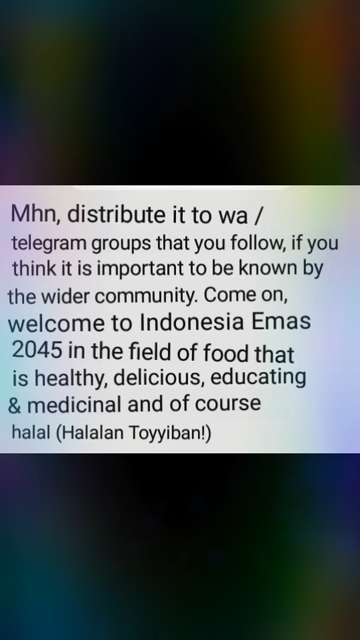 Mhn, distribute it to wa /
telegram groups that you follow, if you
think it is important to be known by
the wider community. Come on,
welcome to Indonesia Emas
2045 in the field of food that
is healthy, delicious, educating
& medicinal and of course
halal (Halalan Toyyiban!)